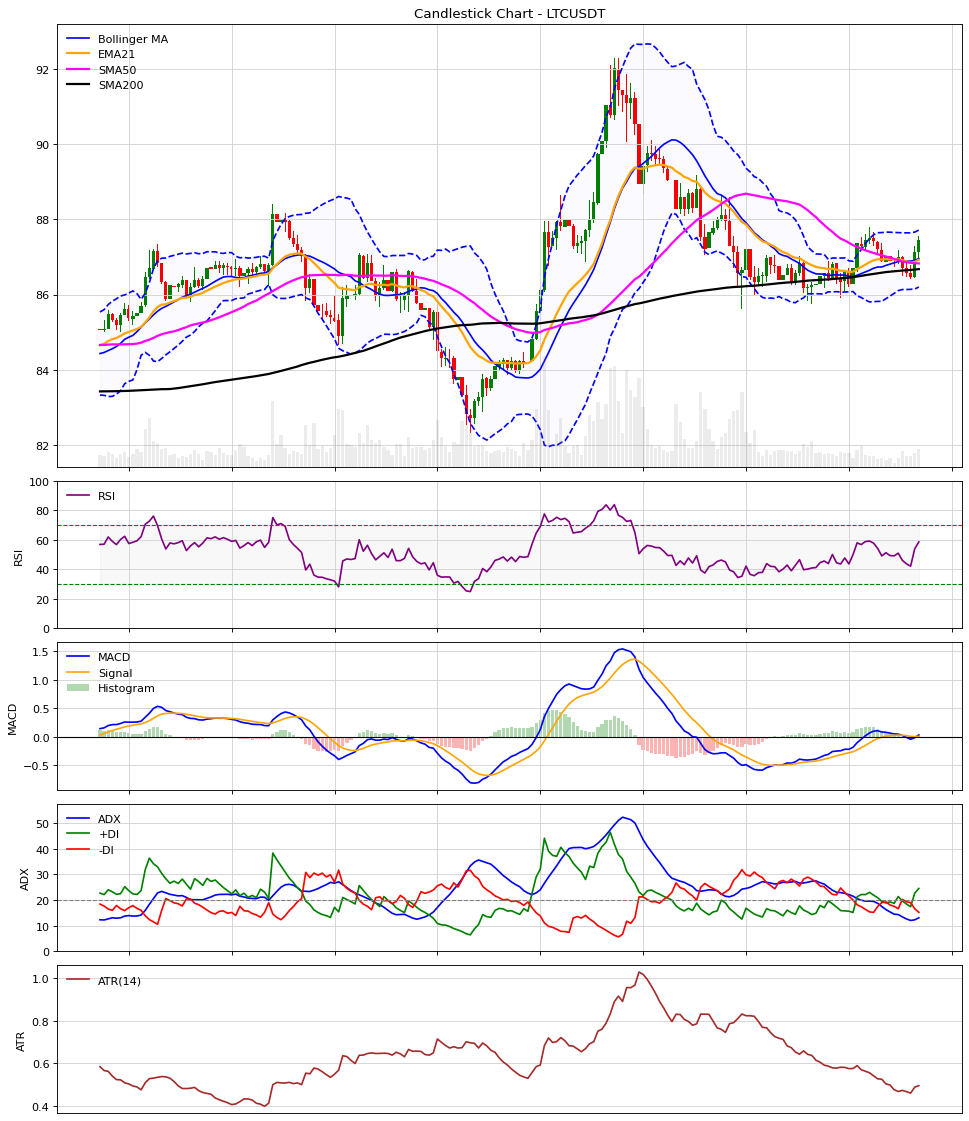 Candlestick Chart - LTCUSDT
Bollinger MA
EMA21
SMA50
SMA200
92
90
88
86
84
82
RSI
RSI
100
80
60
40
20
0
MACD
MACD
Signal
Histogram
1.5
1.0
0.5
0.0
−0.5
ADX
ADX
+DI
-DI
50
40
30
20
10
0
ATR
ATR(14)
1.0
0.8
0.6
0.4